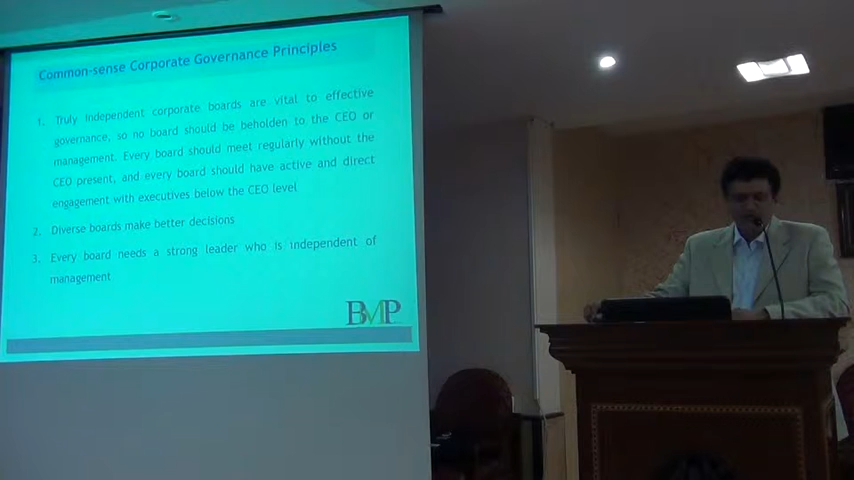 Common-sense Corporate Governance Principles
1. Truly independent corporate boards are vital to effective
governance, so no board should be beholden to the CEO or
management. Every board should meet regularly without the
CEO present, and every board should have active and direct
engagement with executives below the CEO level
2. Diverse boards make better decisions
3. Every board needs a strong leader who is independent of
management
BMP